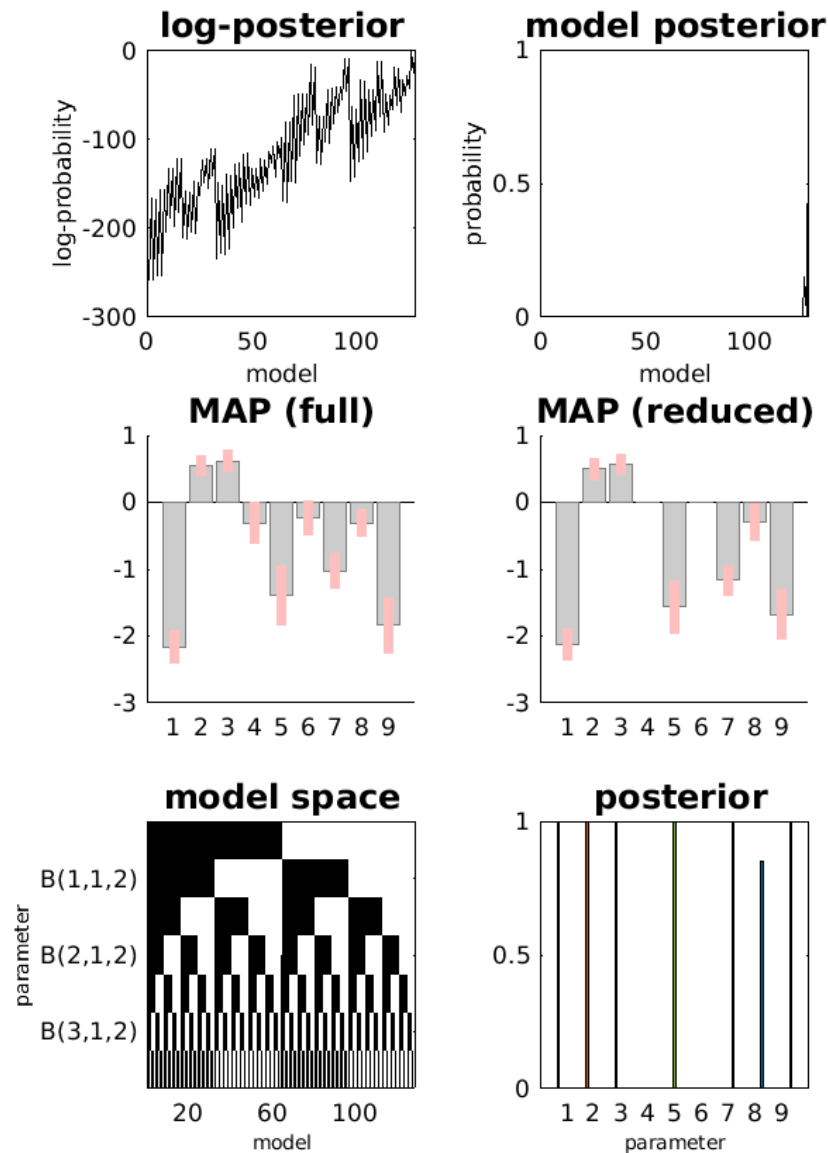 log-posterior
model posterior
0
-100
-200
-300
log-probability
0 50 100
model
1
0.5
0
probability
0 50 100
model
MAP (full)
MAP (reduced)
1
0
-1
-2
-3
1 2 3 4 5 6 7 8 9
1
0
-1
-2
-3
1 2 3 4 5 6 7 8 9
model space
posterior
parameter
B(1,1,2)
B(2,1,2)
B(3,1,2)
20 60 100
model
1
0.5
0
1 2 3 4 5 6 7 8 9
parameter